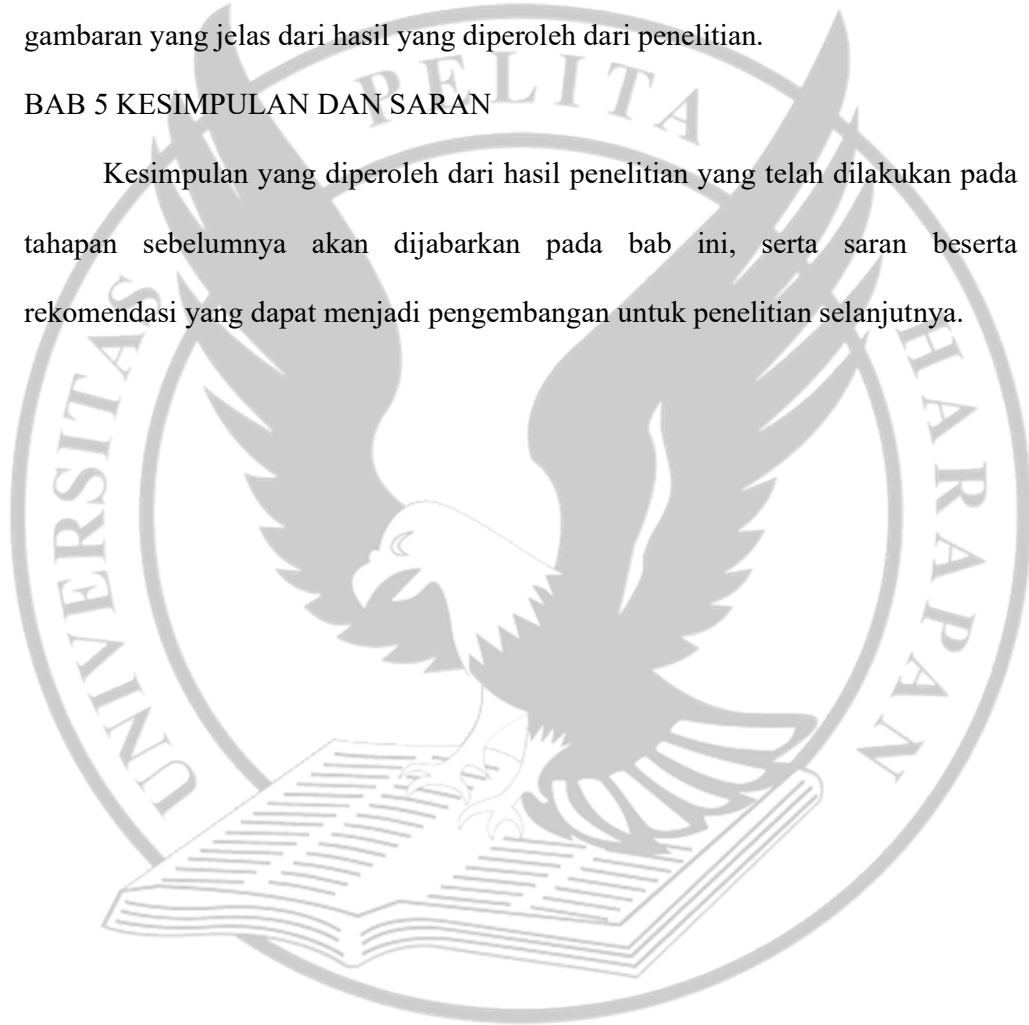 gambaran yang jelas dari hasil yang diperoleh dari penelitian.
BAB 5 KESIMPULAN DAN SARAN
Kesimpulan yang diperoleh dari hasil penelitian yang telah dilakukan pada
tahapan sebelumnya akan dijabarkan pada bab ini, serta saran beserta
rekomendasi yang dapat menjadi pengembangan untuk penelitian selanjutnya.
UNIVERSITAS PELITA HARAPAN